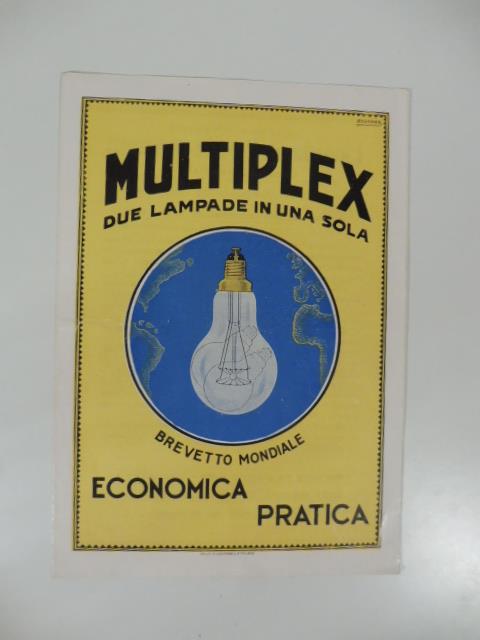 MULTIPLEX
DUE LAMPADE IN UNA SOLA
BREVETTO MONDIALE
ECONOMICA
PRATICA